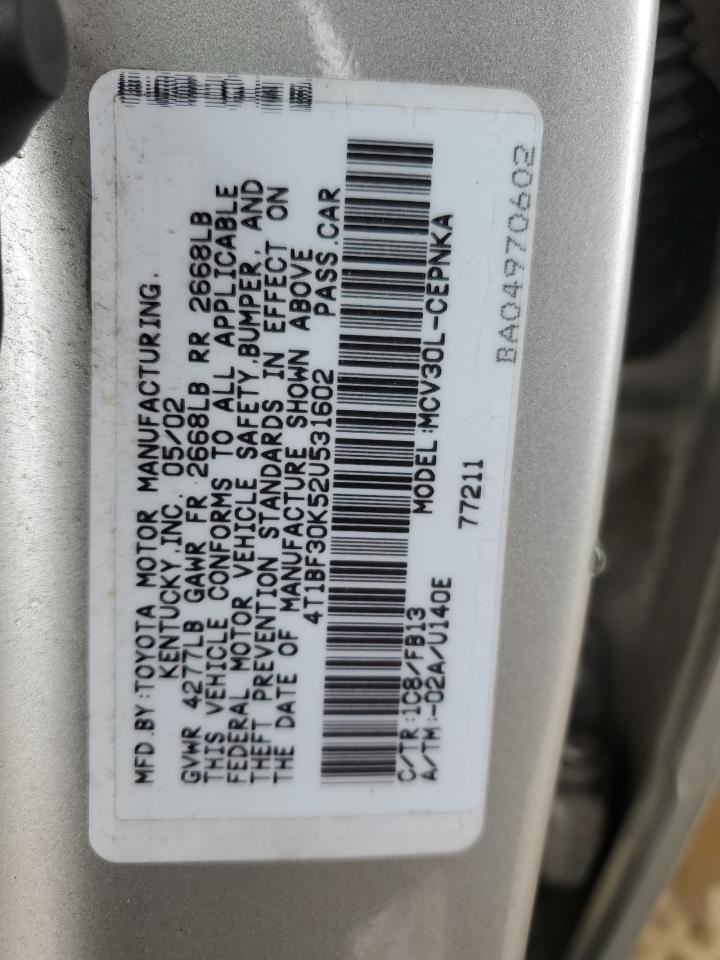 MFD.BY:TOYOTA MOTOR MANUFACTURING.
KENTUCKY,INC. 05/02
GVWR 4277LB GAWR FR 2668LB RR 2668LB
THIS VEHICLE CONFORMS TO ALL APPLICABLE
FEDERAL MOTOR VEHICLE SAFETY,BUMPER, AND
THEFT PREVENTION STANDARDS IN EFFECT ON
THE DATE OF MANUFACTURE SHOWN ABOVE
4T1BF30K52U531602 PASS.CAR
C/TR:1C8/FB13 MODEL:MCV30L-CEPNKA
A/TM:-02A/U140E 77211
BA04970602